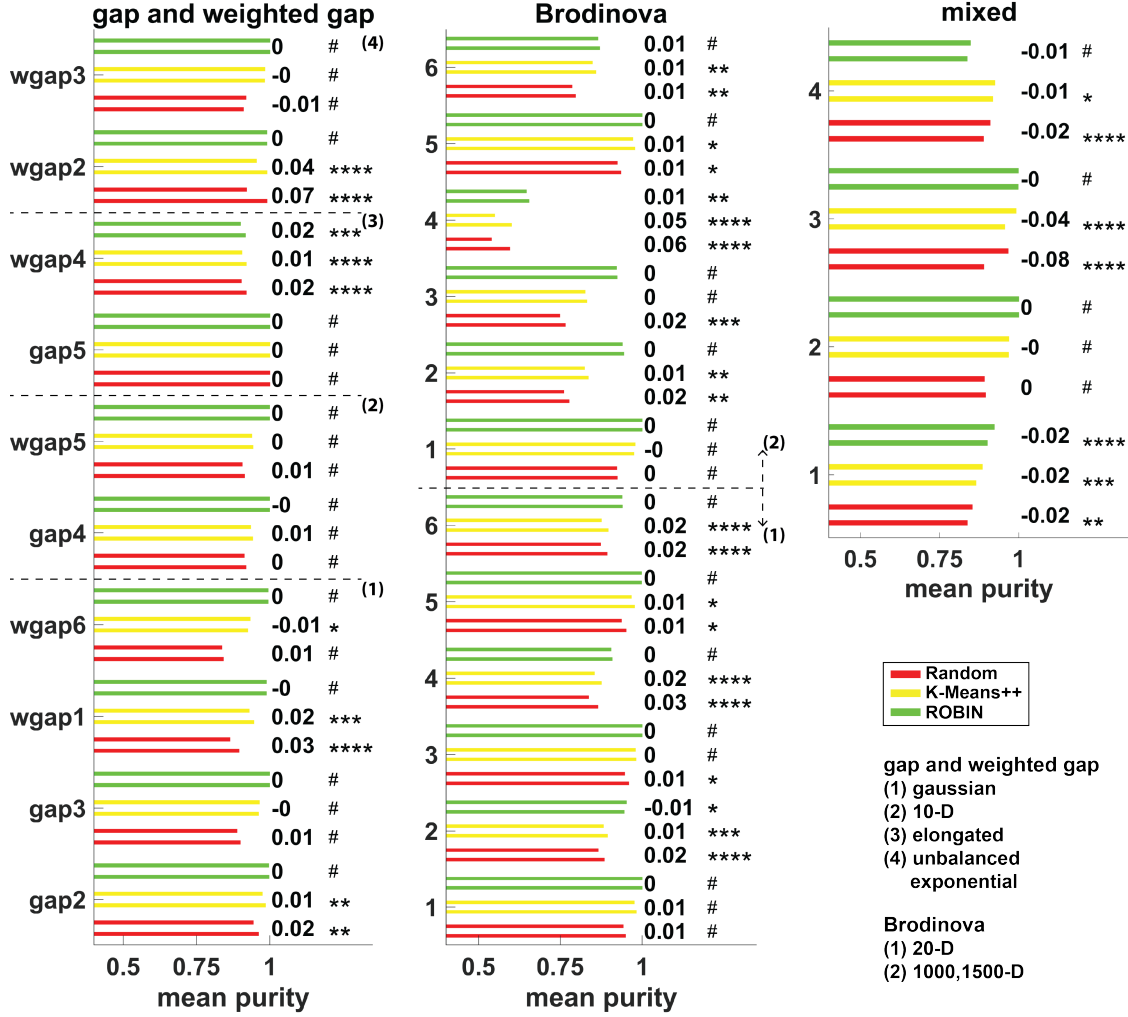 gap and weighted gap
0 # (4)
wgap3 -0 #
-0.01 #
0 #
wgap2 0.04 ****
0.07 ****
0.02 *** (3)
wgap4 0.01 ****
0.02 ****
0 #
gap5 0 #
0 #
0 # (2)
wgap5 0 #
0.01 #
-0 #
gap4 0.01 #
0 #
0 # (1)
wgap6 -0.01 *
0.01 #
-0 #
wgap1 0.02 ***
0.03 ****
0 #
gap3 -0 #
0.01 #
0 #
gap2 0.01 **
0.02 **
0.5 0.75 1
mean purity
Brodinova
0.01 #
6 0.01 **
0.01 **
0 #
5 0.01 *
0.01 *
0.01 **
4 0.05 ****
0.06 ****
0 #
3 0 #
0.02 ***
0 #
2 0.01 **
0.02 **
0 #
1 -0 # (2)
0 #
0 # (1)
6 0.02 ****
0.02 ****
0 #
5 0.01 *
0.01 *
0 #
4 0.02 ****
0.03 ****
0 #
3 0 #
0.01 *
-0.01 *
2 0.01 ***
0.02 ****
0 #
1 0.01 #
0.01 #
0.5 0.75 1
mean purity
mixed
-0.01 #
4 -0.01 *
-0.02 ****
-0 #
3 -0.04 ****
-0.08 ****
0 #
2 -0 #
0 #
-0.02 ****
1 -0.02 ***
-0.02 **
0.5 0.75 1
mean purity
Random
K-Means++
ROBIN
gap and weighted gap
(1) gaussian
(2) 10-D
(3) elongated
(4) unbalanced
exponential
Brodinova
(1) 20-D
(2) 1000,1500-D